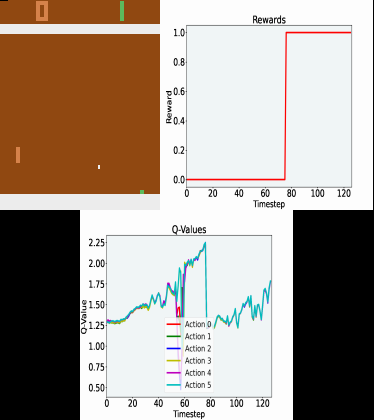 0
1
Rewards
1.0
0.8
0.6
0.4
0.2
0.0
Reward
0 20 40 60 80 100 120
Timestep
Q-Values
2.25
2.00
1.75
1.50
1.25
1.00
0.75
0.50
Q-Value
Action 0
Action 1
Action 2
Action 3
Action 4
Action 5
0 20 40 60 80 100 120
Timestep